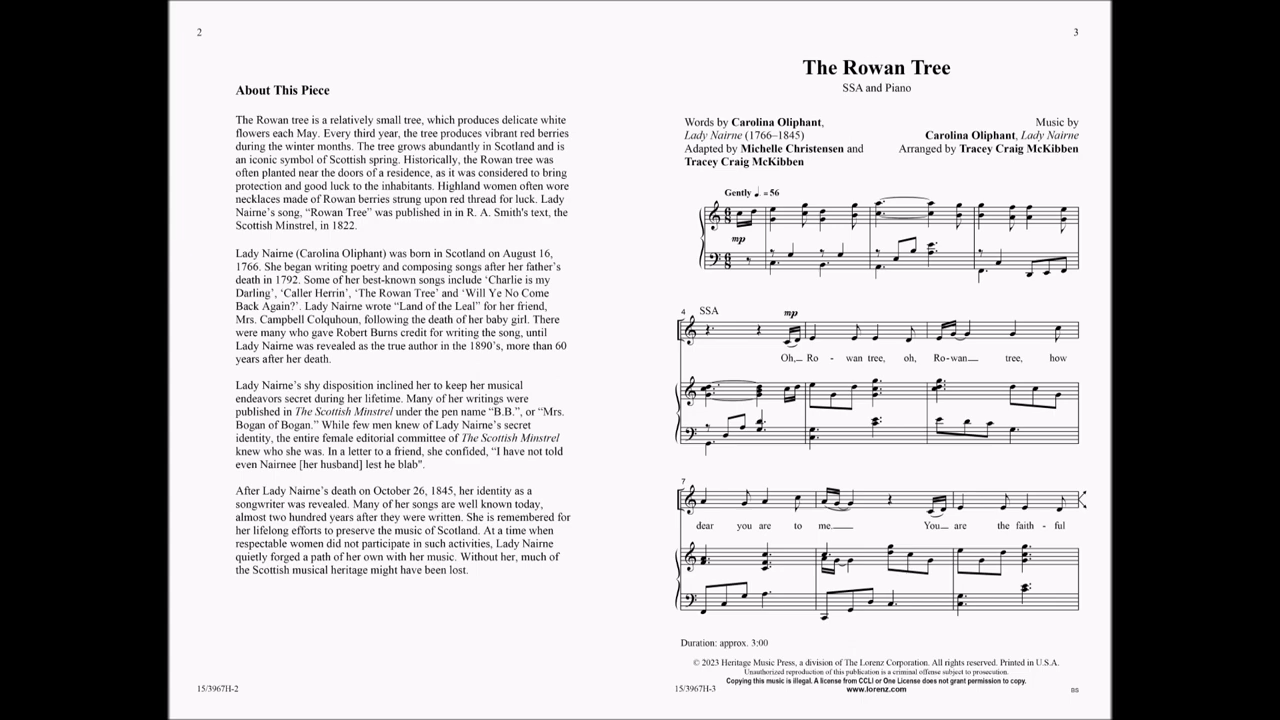 2
About This Piece
The Rowan tree is a relatively small tree, which produces delicate white
flowers each May. Every third year, the tree produces vibrant red berries
during the winter months. The tree grows abundantly in Scotland and is
an iconic symbol of Scottish spring. Historically, the Rowan tree was
often planted near the doors of a residence, as it was considered to bring
protection and good luck to the inhabitants. Highland women often wore
necklaces made of Rowan berries strung upon red thread for luck. Lady
Nairne's song, “Rowan Tree” was published in in R. A. Smith's text, the
Scottish Minstrel, in 1822.
Lady Nairne (Carolina Oliphant) was born in Scotland on August 16,
1766. She began writing poetry and composing songs after her father’s
death in 1792. Some of her best-known songs include ‘Charlie is my
Darling’, ‘Caller Herrin’, ‘The Rowan Tree’ and ‘Will Ye No Come
Back Again?’. Lady Nairne wrote “Land of the Leal” for her friend,
Mrs. Campbell Colquhoun, following the death of her baby girl. There
were many who gave Robert Burns credit for writing the song, until
Lady Nairne was revealed as the true author in the 1890’s, more than 60
years after her death.
Lady Nairne’s shy disposition inclined her to keep her musical
endeavors secret during her lifetime. Many of her writings were
published in The Scottish Minstrel under the pen name “B.B.”, or “Mrs.
Bogan of Bogan.” While few men knew of Lady Nairne’s secret
identity, the entire female editorial committee of The Scottish Minstrel
knew who she was. In a letter to a friend, she confided, “I have not told
even Nairnee [her husband] lest he blab".
After Lady Nairne’s death on October 26, 1845, her identity as a
songwriter was revealed. Many of her songs are well known today,
almost two hundred years after they were written. She is remembered for
her lifelong efforts to preserve the music of Scotland. At a time when
respectable women did not participate in such activities, Lady Nairne
quietly forged a path of her own with her music. Without her, much of
the Scottish musical heritage might have been lost.
15/3967H-2
3
The Rowan Tree
SSA and Piano
Words by Carolina Oliphant,
Lady Nairne (1766–1845)
Adapted by Michelle Christensen and
Tracey Craig McKibben
Music by
Carolina Oliphant, Lady Nairne
Arranged by Tracey Craig McKibben
Gently ♩. = 56
mp
4 SSA mp
Oh, Ro - wan tree, oh, Ro-wan tree, how
7
dear you are to me. You are the faith - ful
Duration: approx. 3:00
© 2023 Heritage Music Press, a division of The Lorenz Corporation. All rights reserved. Printed in U.S.A.
Unauthorized reproduction of this publication is a criminal offense subject to prosecution.
Copying this music is illegal. A license from CCLI or One License does not grant permission to copy.
www.lorenz.com
15/3967H-3
BS